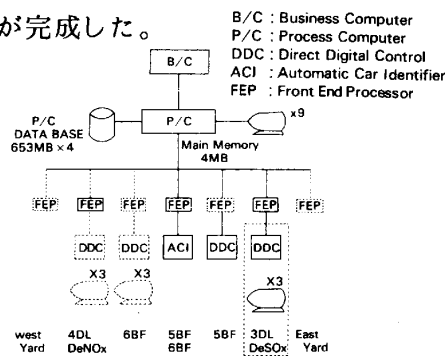 が完成した。
B/C : Business Computer
P/C : Process Computer
DDC : Direct Digital Control
ACI : Automatic Car Identifier
FEP : Front End Processor
B/C
P/C
DATA BASE
653MB×4
P/C
x9
Main Memory
4MB
FEP FEP FEP FEP FEP FEP FEP
DDC DDC ACI DDC DDC
X3 X3 X3
west 4DL 6BF 5BF 5BF 3DL East
Yard DeNOx 6BF DeSOx Yard